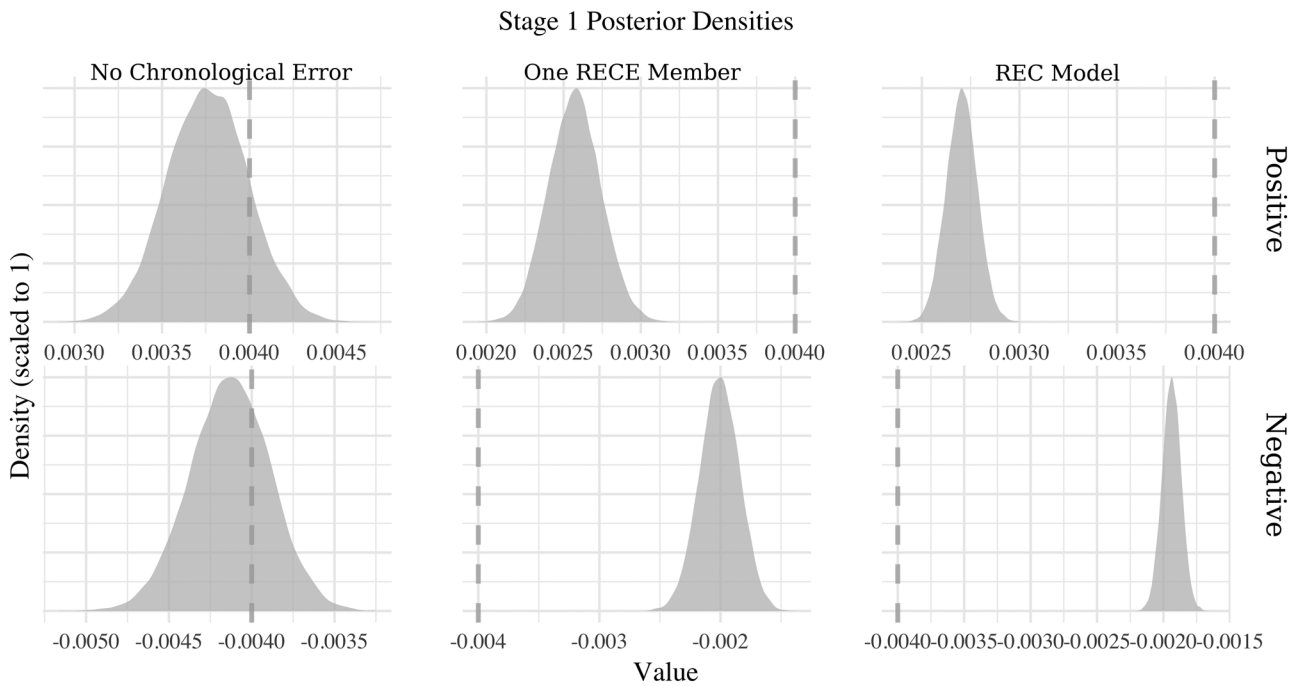 Stage 1 Posterior Densities
No Chronological Error One RECE Member REC Model
Positive
0.0030 0.0035 0.0040 0.0045 0.0020 0.0025 0.0030 0.0035 0.0040 0.0025 0.0030 0.0035 0.0040
Density (scaled to 1)
Negative
-0.0050 -0.0045 -0.0040 -0.0035 -0.004 -0.003 -0.002 -0.0040 -0.0035 -0.0030 -0.0025 -0.0020 -0.0015
Value